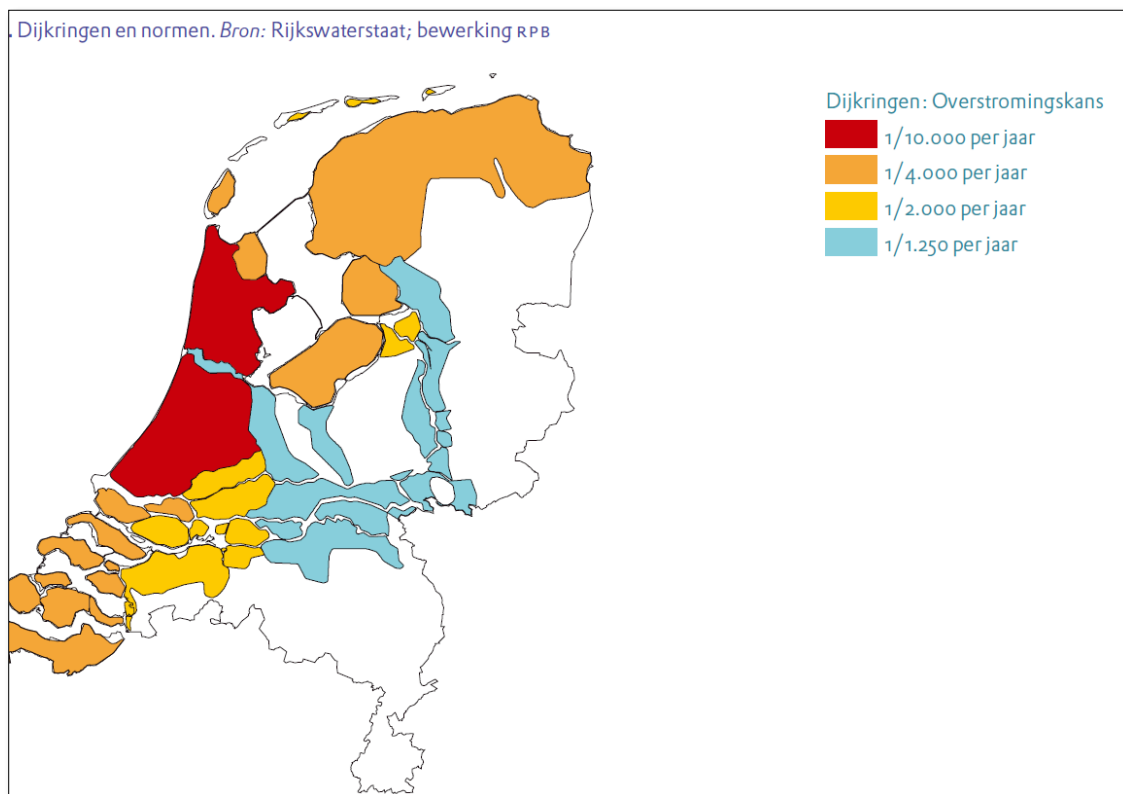 . Dijkringen en normen. Bron: Rijkswaterstaat; bewerking RPB
Dijkringen: Overstromingskans
1/10.000 per jaar
1/4.000 per jaar
1/2.000 per jaar
1/1.250 per jaar